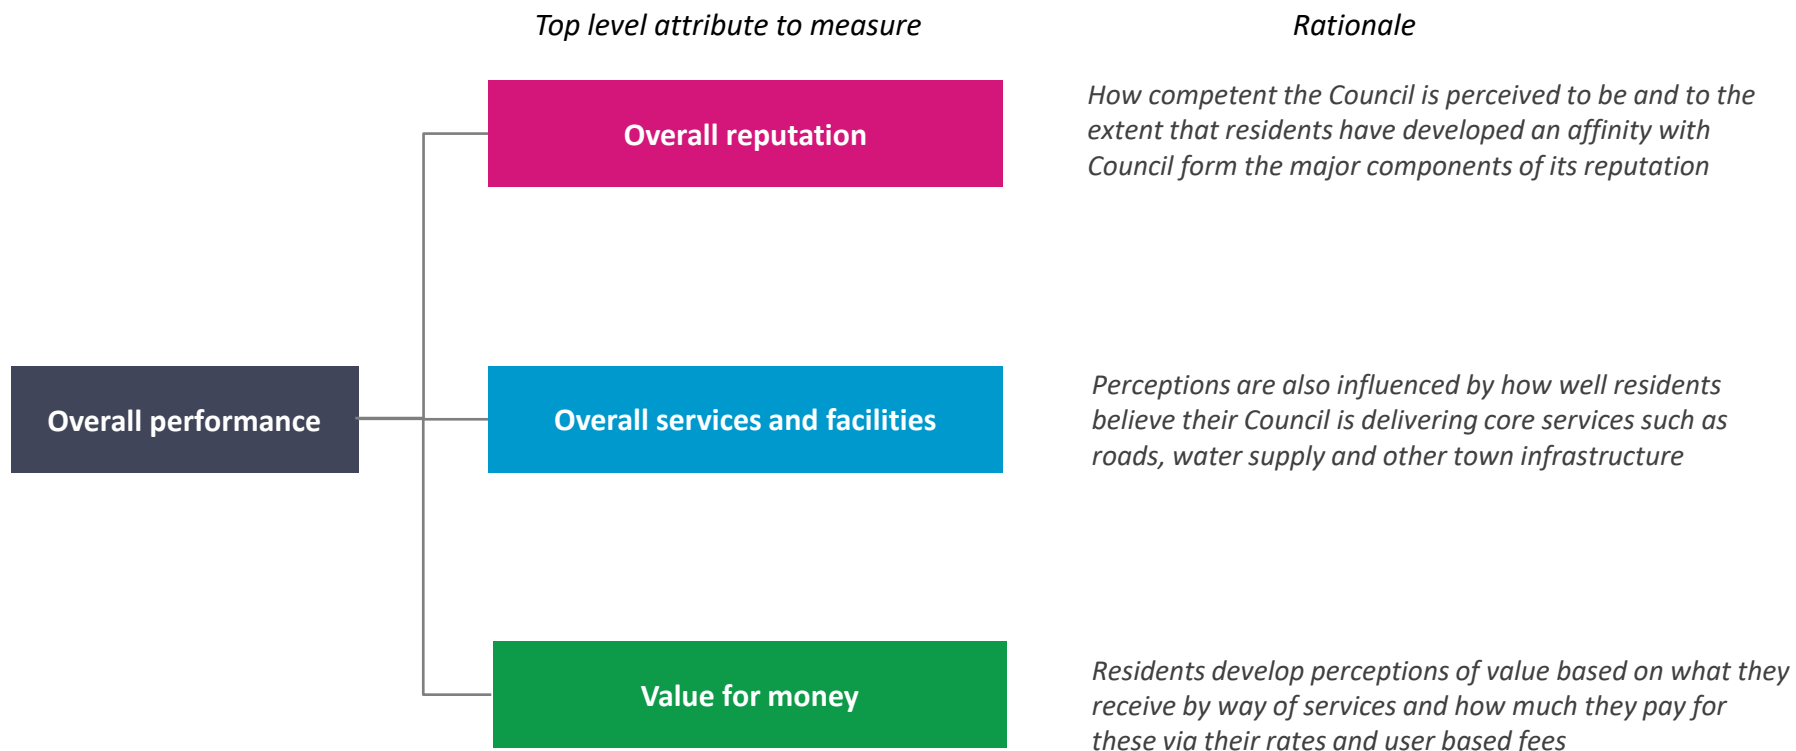 Top level attribute to measure
Rationale
Overall reputation
How competent the Council is perceived to be and to the
extent that residents have developed an affinity with
Council form the major components of its reputation
Overall performance
Overall services and facilities
Perceptions are also influenced by how well residents
believe their Council is delivering core services such as
roads, water supply and other town infrastructure
Value for money
Residents develop perceptions of value based on what they
receive by way of services and how much they pay for
these via their rates and user based fees